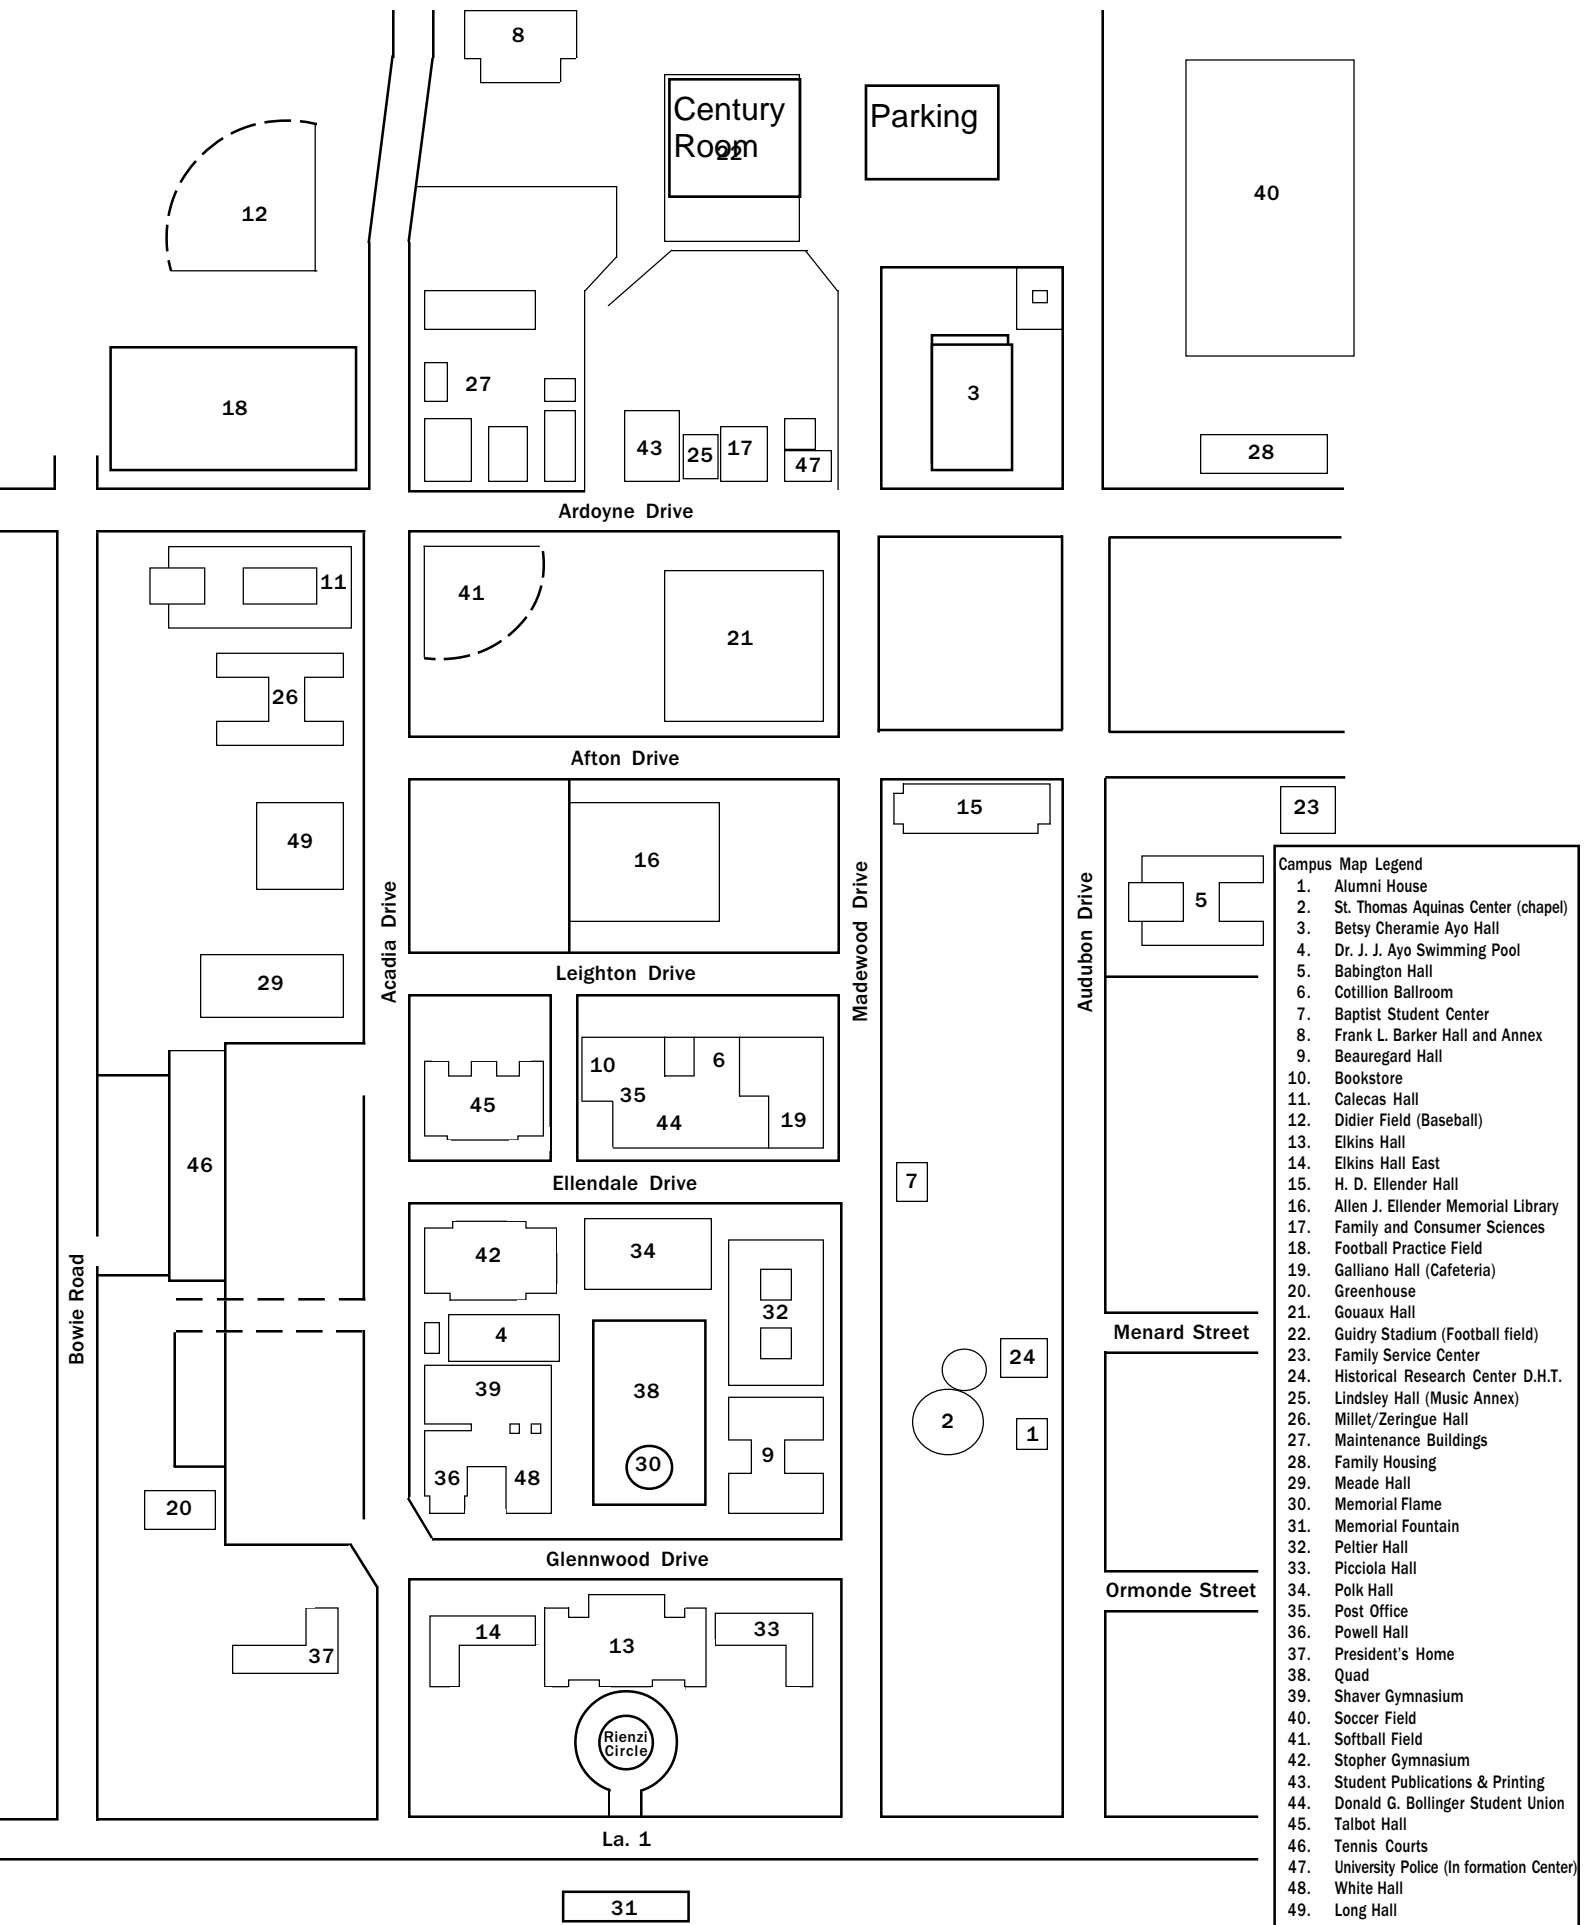 8
Century
Room
22
Parking
40
12
27
3
18
43
25
17
47
28
Ardoyne Drive
11
41
21
26
Afton Drive
15
23
49
16
5
Acadia Drive
Madewood Drive
Audubon Drive
29
Leighton Drive
10
6
35
45
44
19
46
7
Ellendale Drive
42
34
32
Bowie Road
4
Menard Street
24
39
38
2
1
9
30
36
48
20
Glennwood Drive
Ormonde Street
14
13
33
37
Rienzi
Circle
La. 1
31
Campus Map Legend
1. Alumni House
2. St. Thomas Aquinas Center (chapel)
3. Betsy Cheramie Ayo Hall
4. Dr. J. J. Ayo Swimming Pool
5. Babington Hall
6. Cotillion Ballroom
7. Baptist Student Center
8. Frank L. Barker Hall and Annex
9. Beauregard Hall
10. Bookstore
11. Calecas Hall
12. Didier Field (Baseball)
13. Elkins Hall
14. Elkins Hall East
15. H. D. Ellender Hall
16. Allen J. Ellender Memorial Library
17. Family and Consumer Sciences
18. Football Practice Field
19. Galliano Hall (Cafeteria)
20. Greenhouse
21. Gouaux Hall
22. Guidry Stadium (Football field)
23. Family Service Center
24. Historical Research Center D.H.T.
25. Lindsley Hall (Music Annex)
26. Millet/Zeringue Hall
27. Maintenance Buildings
28. Family Housing
29. Meade Hall
30. Memorial Flame
31. Memorial Fountain
32. Peltier Hall
33. Picciola Hall
34. Polk Hall
35. Post Office
36. Powell Hall
37. President's Home
38. Quad
39. Shaver Gymnasium
40. Soccer Field
41. Softball Field
42. Stopher Gymnasium
43. Student Publications & Printing
44. Donald G. Bollinger Student Union
45. Talbot Hall
46. Tennis Courts
47. University Police (In formation Center)
48. White Hall
49. Long Hall